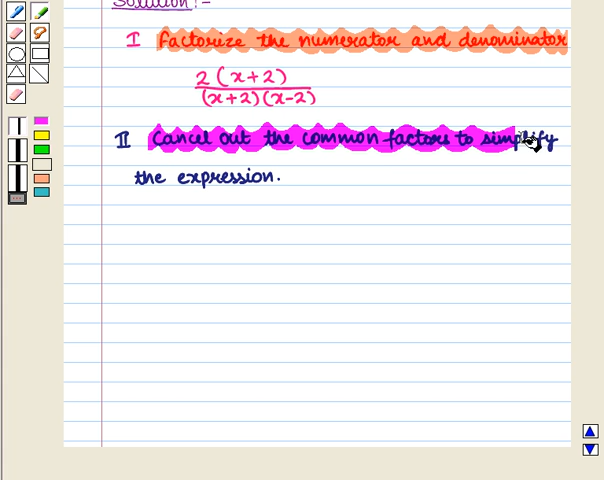 Solution :-
I Factorize the numerator and denominator
2 (x+2)
(x+2) (x-2)
II Cancel out the common factors to simplify
the expression.